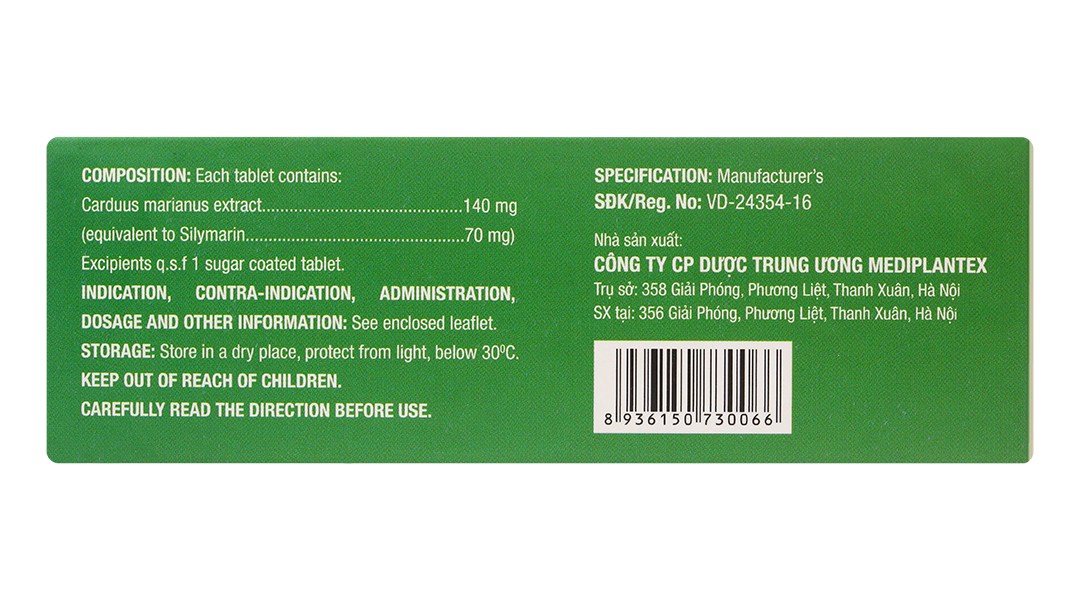 COMPOSITION: Each tablet contains:
Carduus marianus extract...........................................140 mg
(equivalent to Silymarin...............................................70 mg)
Excipients q.s.f 1 sugar coated tablet.
INDICATION, CONTRA-INDICATION, ADMINISTRATION,
DOSAGE AND OTHER INFORMATION: See enclosed leaflet.
STORAGE: Store in a dry place, protect from light, below 30⁰C.
KEEP OUT OF REACH OF CHILDREN.
CAREFULLY READ THE DIRECTION BEFORE USE.
SPECIFICATION: Manufacturer's
SĐK/Reg. No: VD-24354-16
Nhà sản xuất:
CÔNG TY CP DƯỢC TRUNG ƯƠNG MEDIPLANTEX
Trụ sở: 358 Giải Phóng, Phương Liệt, Thanh Xuân, Hà Nội
SX tại: 356 Giải Phóng, Phương Liệt, Thanh Xuân, Hà Nội
8 936150 730066